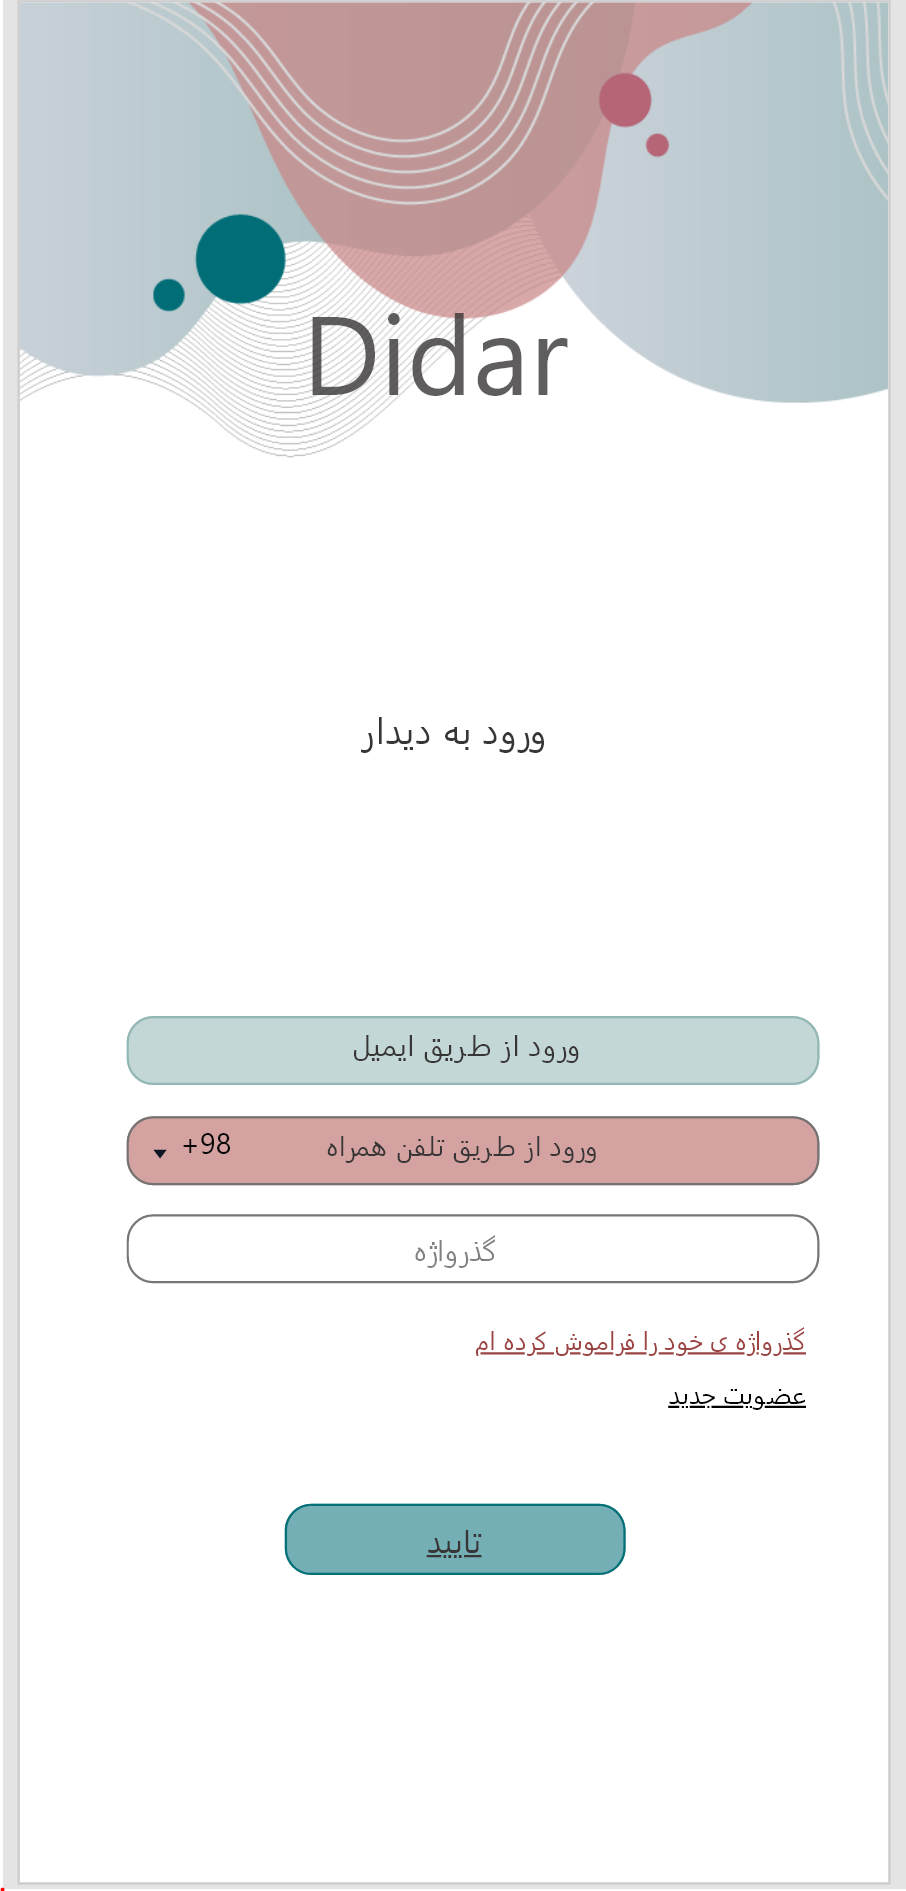 Didar
ورود به دیدار
ورود از طریق ایمیل
ورود از طریق تلفن همراه +98
گذرواژه
گذرواژه ی خود را فراموش کرده ام
عضویت جدید
تایید